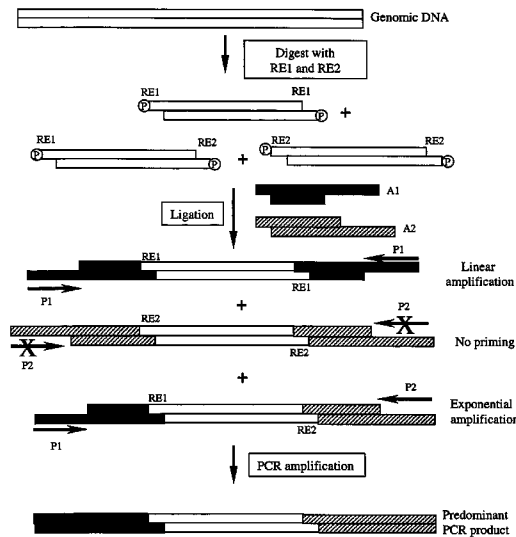 Genomic DNA
Digest with
RE1 and RE2
RE1 RE1
P P
+
RE1 RE2
P P
+
RE2 RE2
P P
Ligation
A1
A2
RE1 P1
P1 RE1
Linear
amplification
+
RE2 P2
X
X
P2 RE2
No priming
+
RE1 P2
P1 RE2
Exponential
amplification
PCR amplification
Predominant
PCR product